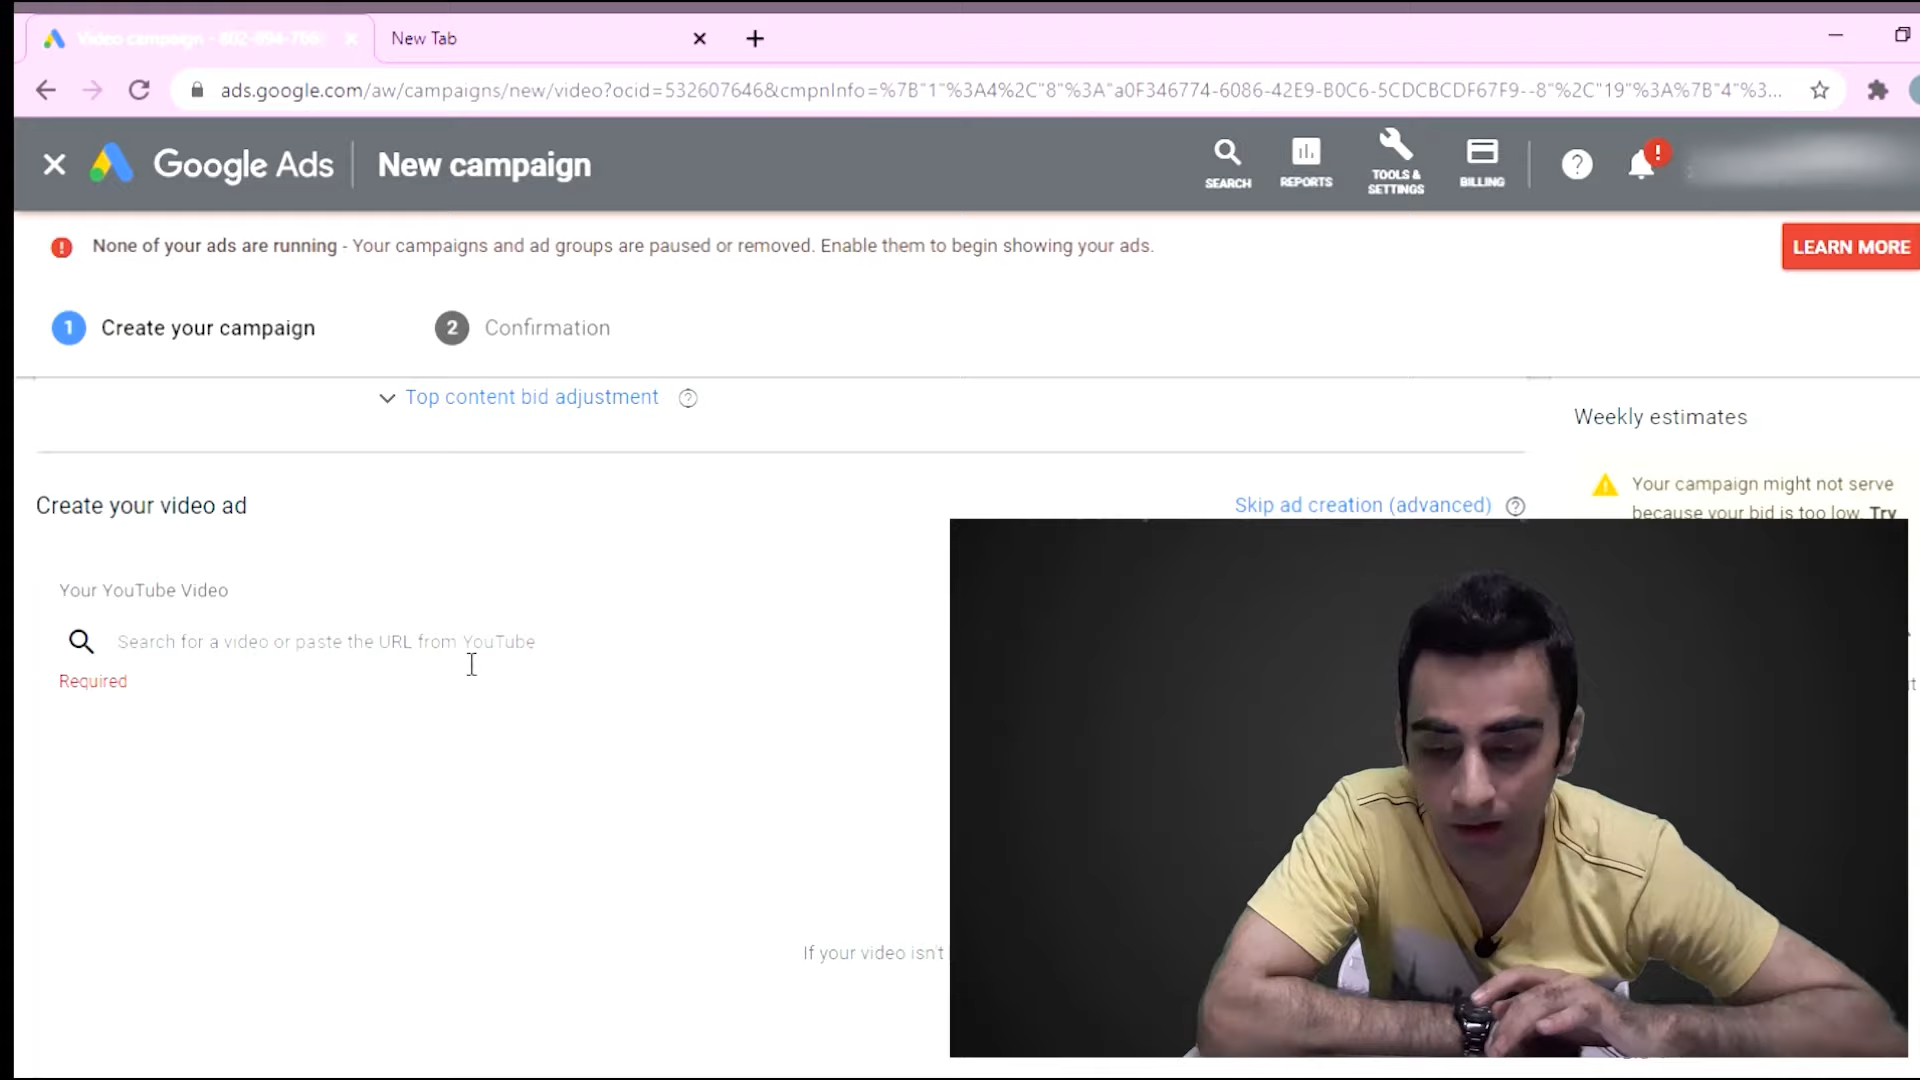 Video campaign - 802-894-766
New Tab
ads.google.com/aw/campaigns/new/video?ocid=532607646&cmpnInfo=%7B"1"%3A4%2C"8"%3A"a0F346774-6086-42E9-B0C6-5CDCBCDF67F9--8"%2C"19"%3A%7B"4"%3...
Google Ads
New campaign
SEARCH
REPORTS
TOOLS &
SETTINGS
BILLING
None of your ads are running - Your campaigns and ad groups are paused or removed. Enable them to begin showing your ads.
LEARN MORE
1 Create your campaign
2 Confirmation
Top content bid adjustment
Weekly estimates
Your campaign might not serve
because your bid is too low. Try
Create your video ad
Skip ad creation (advanced)
Your YouTube Video
Search for a video or paste the URL from YouTube
Required
If your video isn't